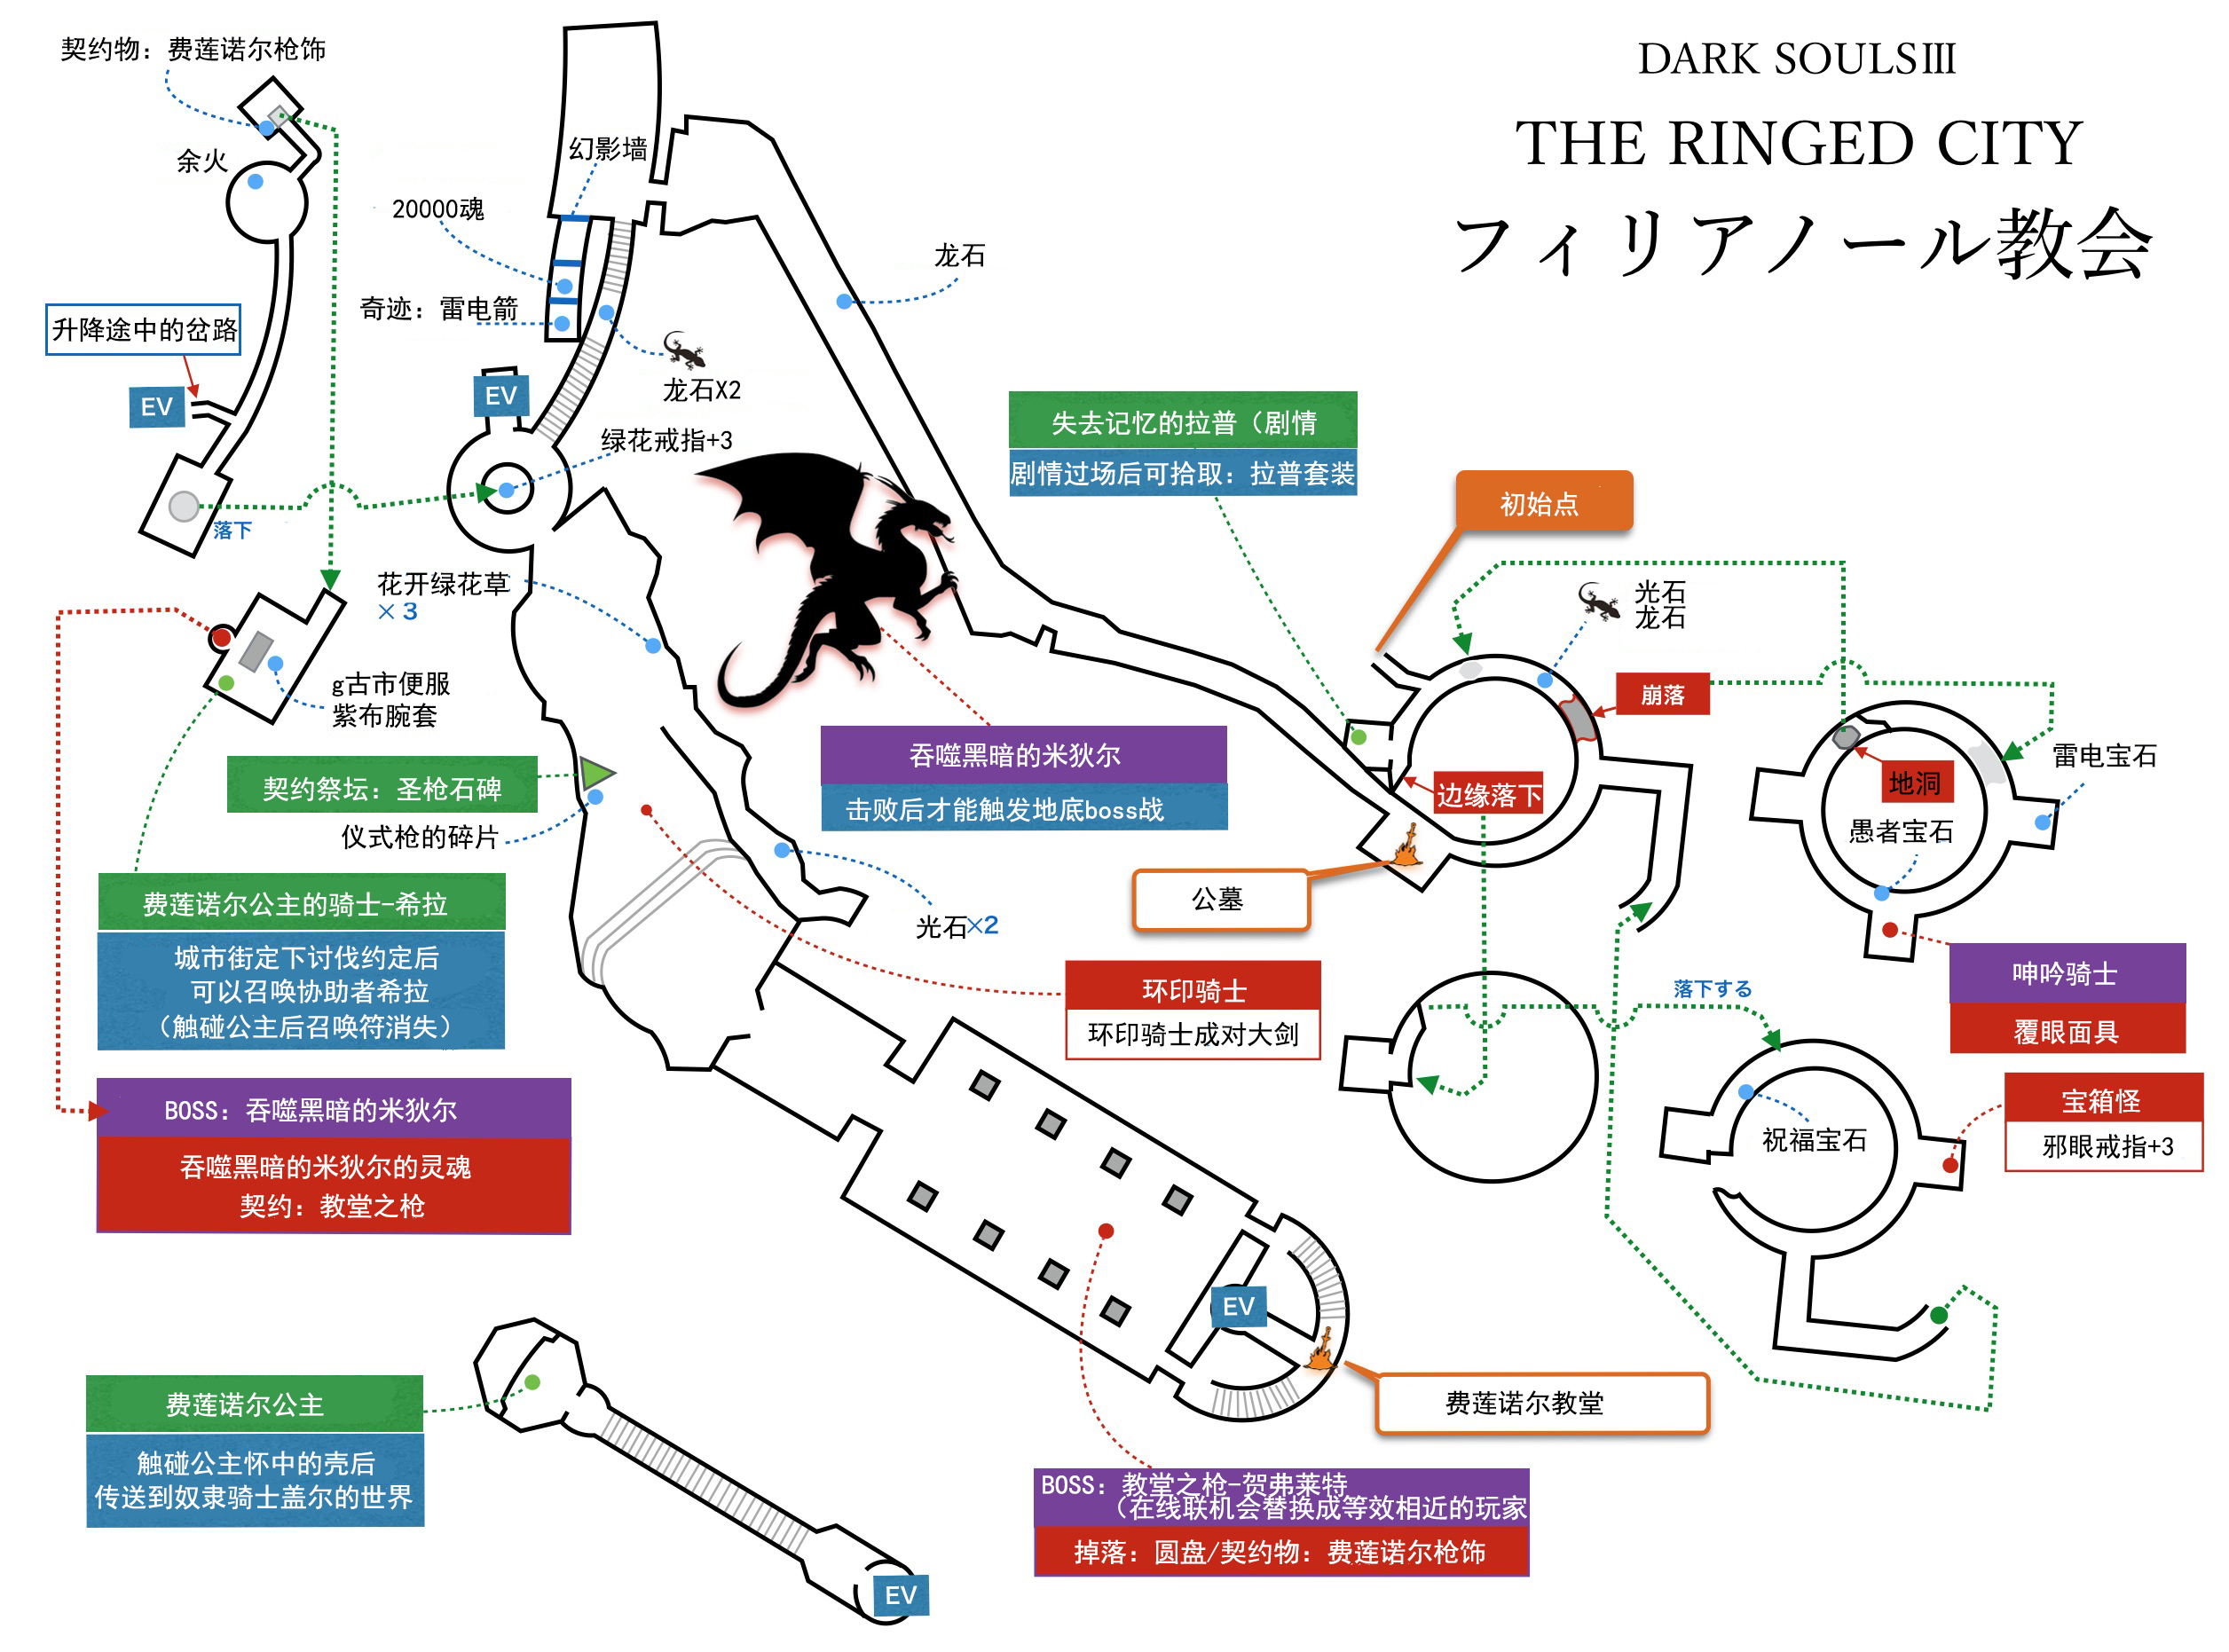 DARK SOULSⅢ
THE RINGED CITY
フィリアノール教会
契约物：费莲诺尔枪饰
余火
升降途中的岔路
EV
落下
幻影墙
20000魂
奇迹：雷电箭
龙石X2
EV
绿花戒指+3
龙石
花开绿花草
×３
g古市便服
紫布腕套
契约祭坛：圣枪石碑
仪式枪的碎片
费莲诺尔公主的骑士-希拉
城市街定下讨伐约定后
可以召唤协助者希拉
（触碰公主后召唤符消失）
BOSS：吞噬黑暗的米狄尔
吞噬黑暗的米狄尔的灵魂
契约：教堂之枪
吞噬黑暗的米狄尔
击败后才能触发地底boss战
光石×2
环印骑士
环印骑士成对大剑
失去记忆的拉普（剧情
剧情过场后可拾取：拉普套装
初始点
光石
龙石
崩落
边缘落下
公墓
地洞
愚者宝石
雷电宝石
呻吟骑士
覆眼面具
落下する
祝福宝石
宝箱怪
邪眼戒指+3
EV
费莲诺尔教堂
BOSS：教堂之枪-贺弗莱特
（在线联机会替换成等效相近的玩家
掉落：圆盘/契约物：费莲诺尔枪饰
费莲诺尔公主
触碰公主怀中的壳后
传送到奴隶骑士盖尔的世界
EV